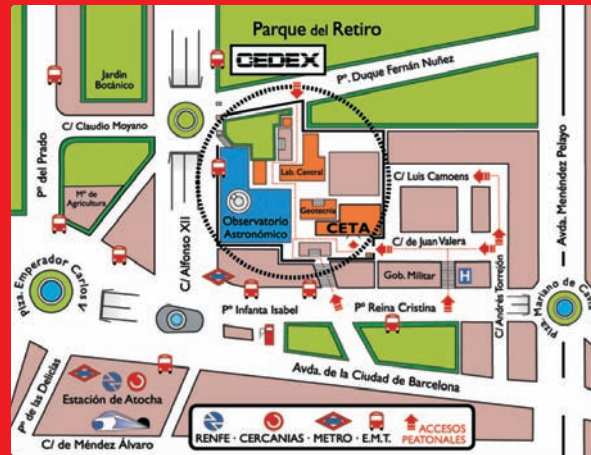 Parque del Retiro
CEDEX
Pº. Duque Fernán Nuñez
Jardín
Botánico
C/ Claudio Moyano
Pº del Prado
Mº de
Agricultura
C/ Alfonso XII
Lab. Central
Geotecnia
CETA
Observatorio
Astronómico
C/ Luis Camoens
C/ de Juan Valera
Gob. Militar
H
Avda. Menéndez Pelayo
C/ Andrés Torrejón
Plza. Emperador Carlos V
Plza. Mariano de Cavia
Pº Infanta Isabel
Pº Reina Cristina
Avda. de la Ciudad de Barcelona
Pº de las Delicias
Estación de Atocha
C/ de Méndez Álvaro
RENFE · CERCANIAS · METRO · E.M.T.
ACCESOS
PEATONALES